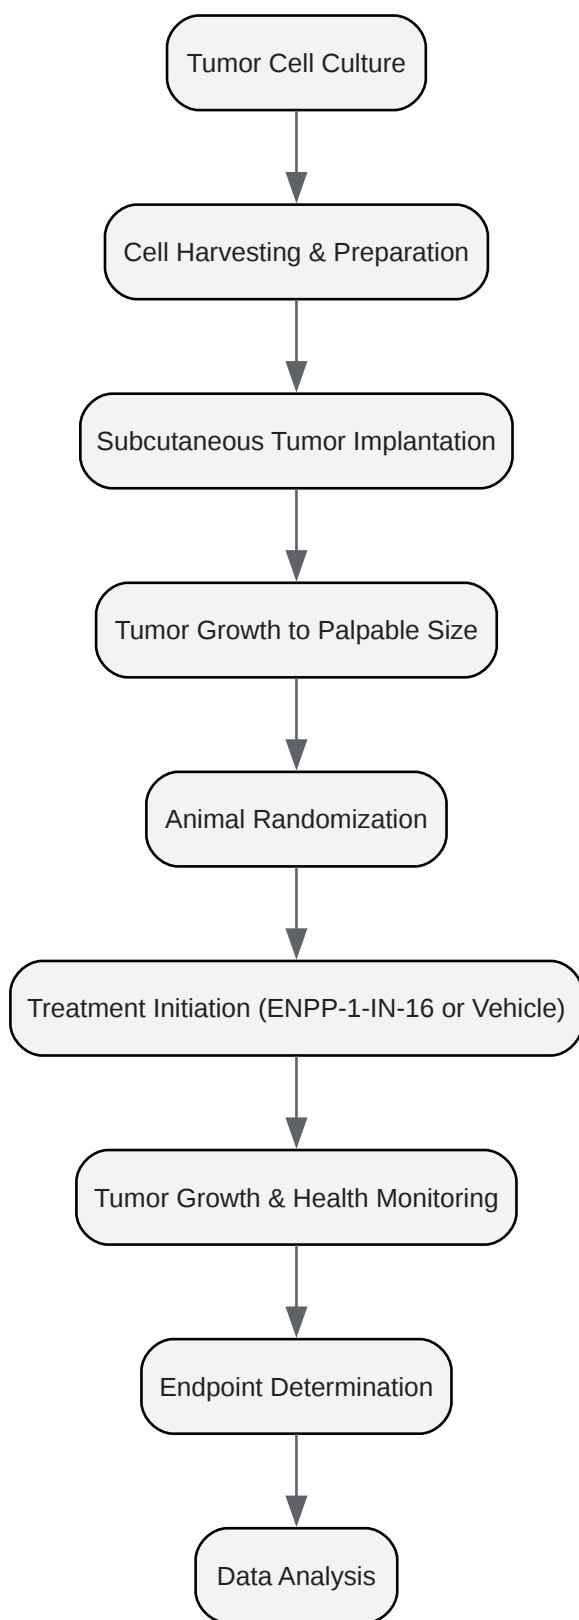 Tumor Cell Culture
Cell Harvesting & Preparation
Subcutaneous Tumor Implantation
Tumor Growth to Palpable Size
Animal Randomization
Treatment Initiation (ENPP-1-IN-16 or Vehicle)
Tumor Growth & Health Monitoring
Endpoint Determination
Data Analysis